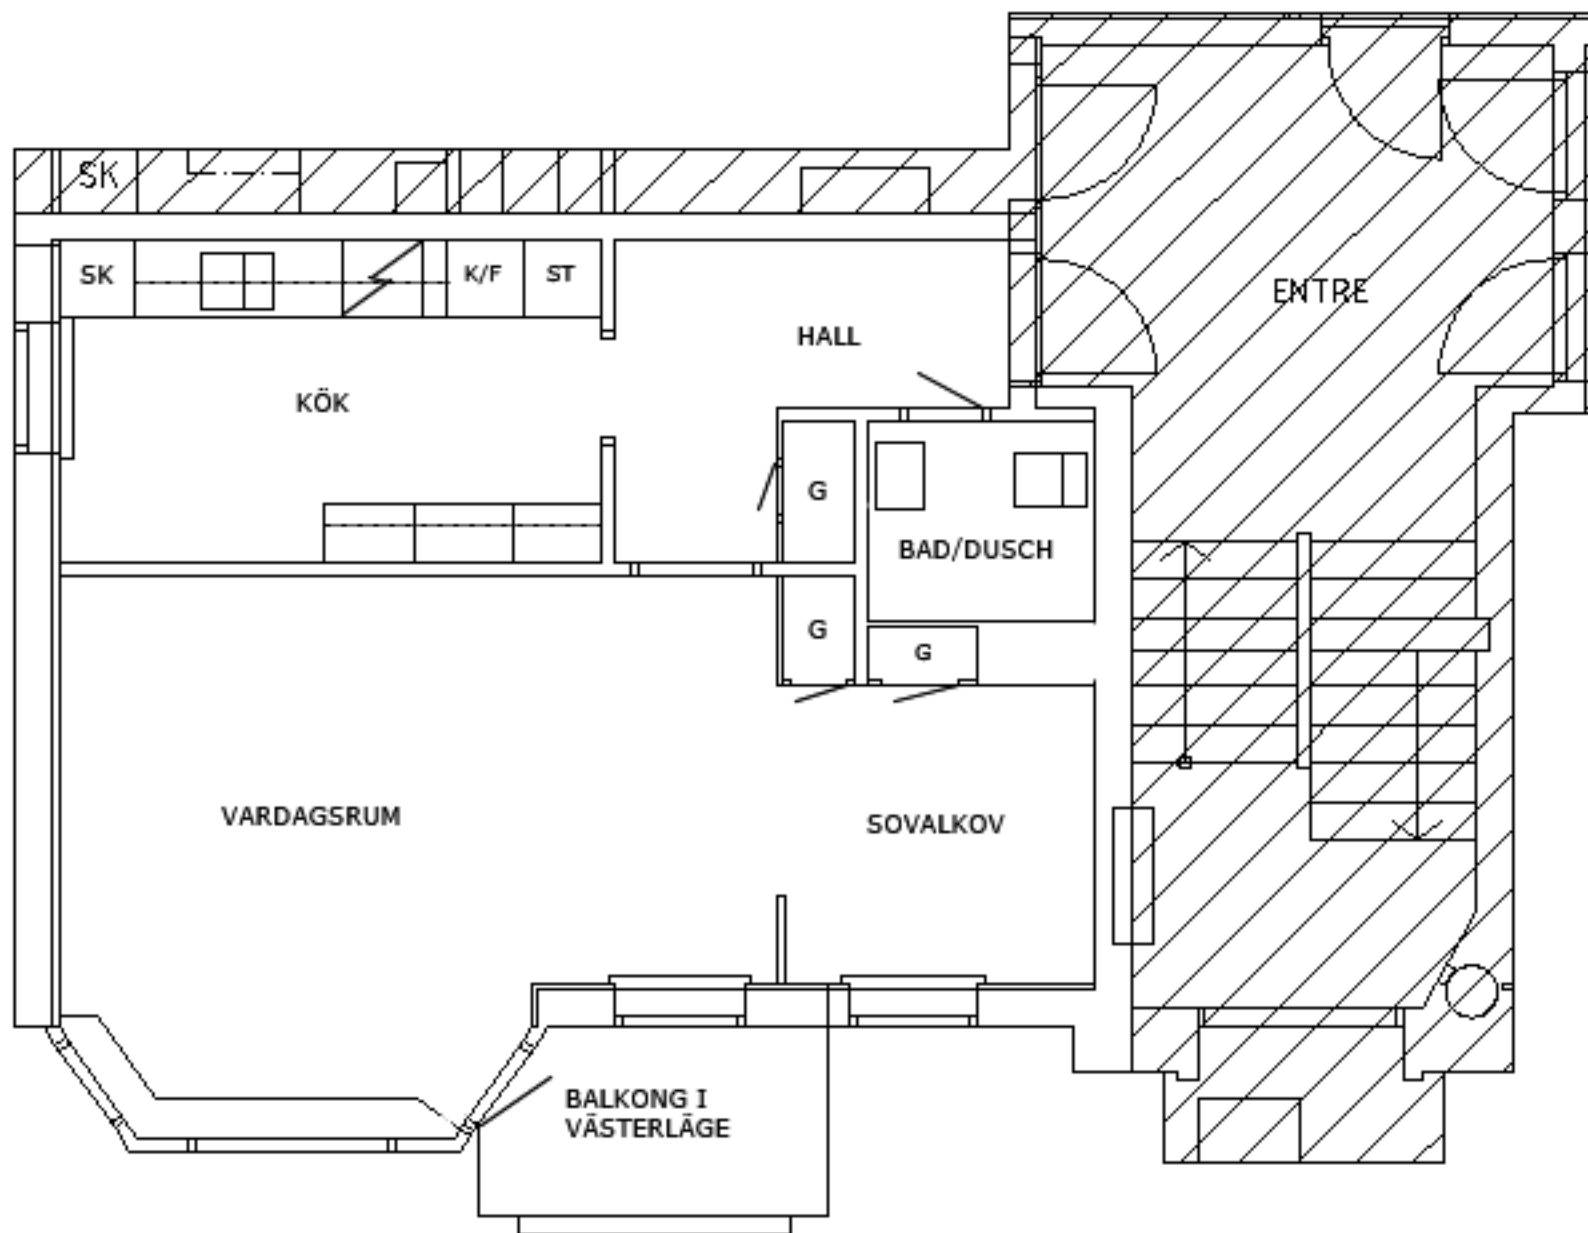 SK
SK
K/F
ST
ENTRE
HALL
KÖK
G
BAD/DUSCH
G
G
VARDAGSRUM
SOVALKOV
BALKONG I
VÄSTERLÄGE